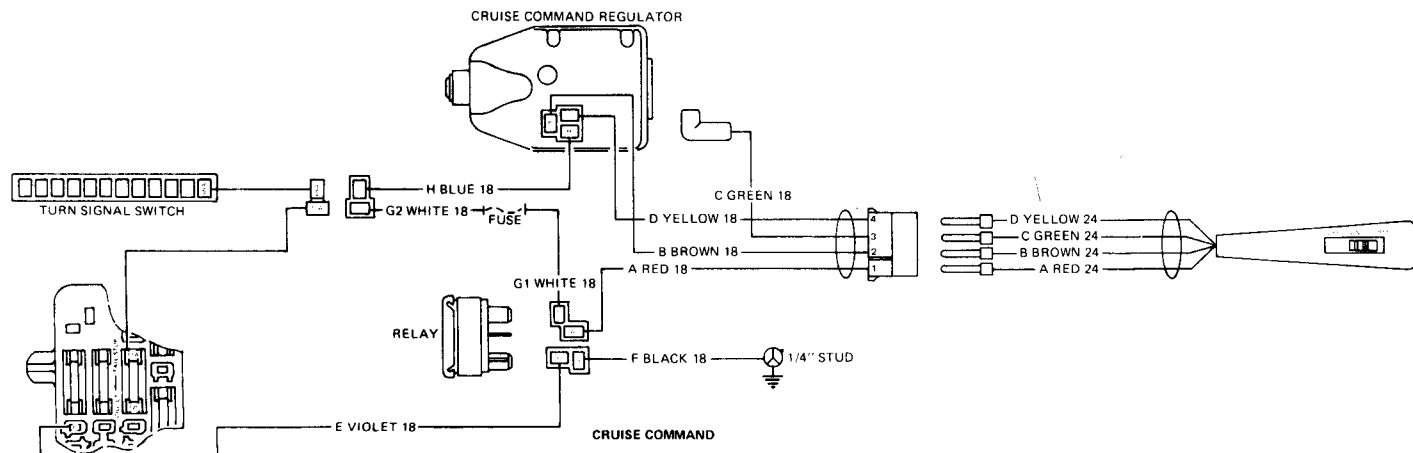 CRUISE COMMAND REGULATOR
TURN SIGNAL SWITCH
H BLUE 18
G2 WHITE 18
FUSE
C GREEN 18
D YELLOW 18
B BROWN 18
A RED 18
4
3
2
1
D YELLOW 24
C GREEN 24
B BROWN 24
A RED 24
G1 WHITE 18
RELAY
F BLACK 18
1/4" STUD
E VIOLET 18
CRUISE COMMAND